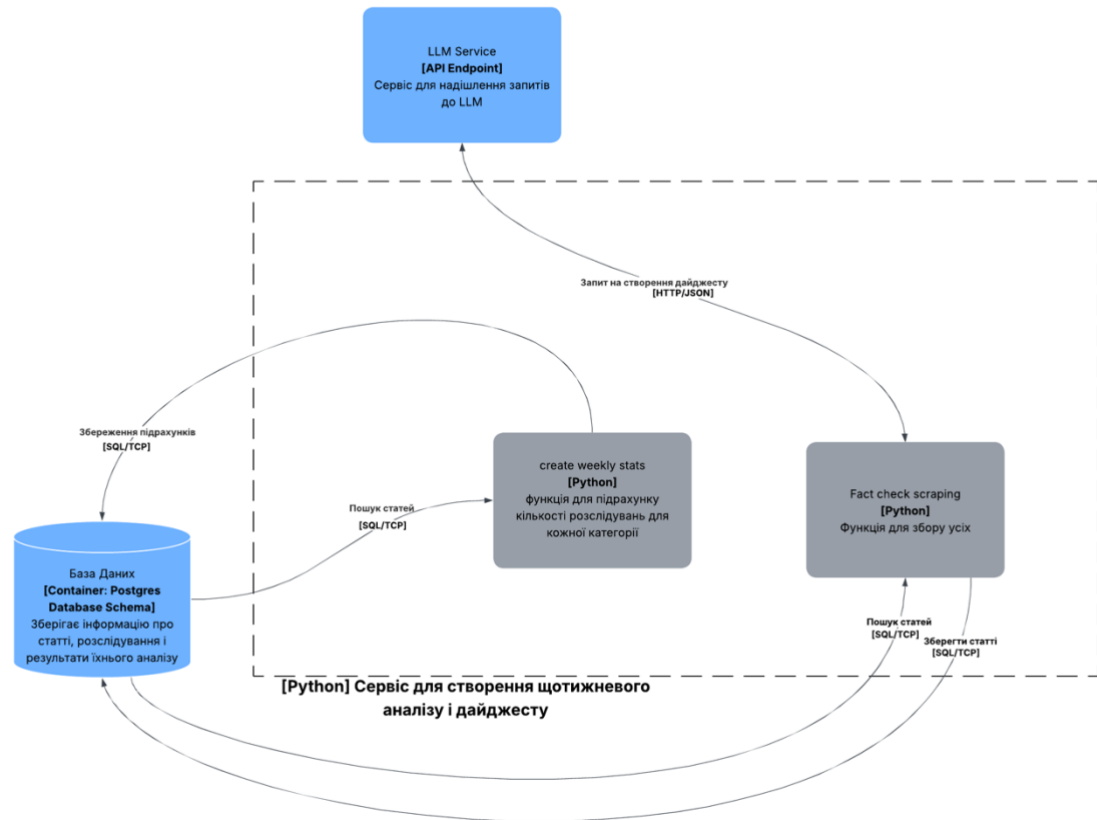 LLM Service
[API Endpoint]
Сервіс для надішлення запитів
до LLM
Запит на створення дайджесту
[HTTP/JSON]
Збереження підрахунків
[SQL/TCP]
create weekly stats
[Python]
функція для підрахунку
кількості розслідувань для
кожної категорії
Fact check scraping
[Python]
Функція для збору усіх
Пошук статей
[SQL/TCP]
База Даних
[Container: Postgres
Database Schema]
Зберігає інформацію про
статті, розслідування і
результати їхнього аналізу
Пошук статей
[SQL/TCP]
Зберегти статті
[SQL/TCP]
[Python] Сервіс для створення щотижневого
аналізу і дайджесту